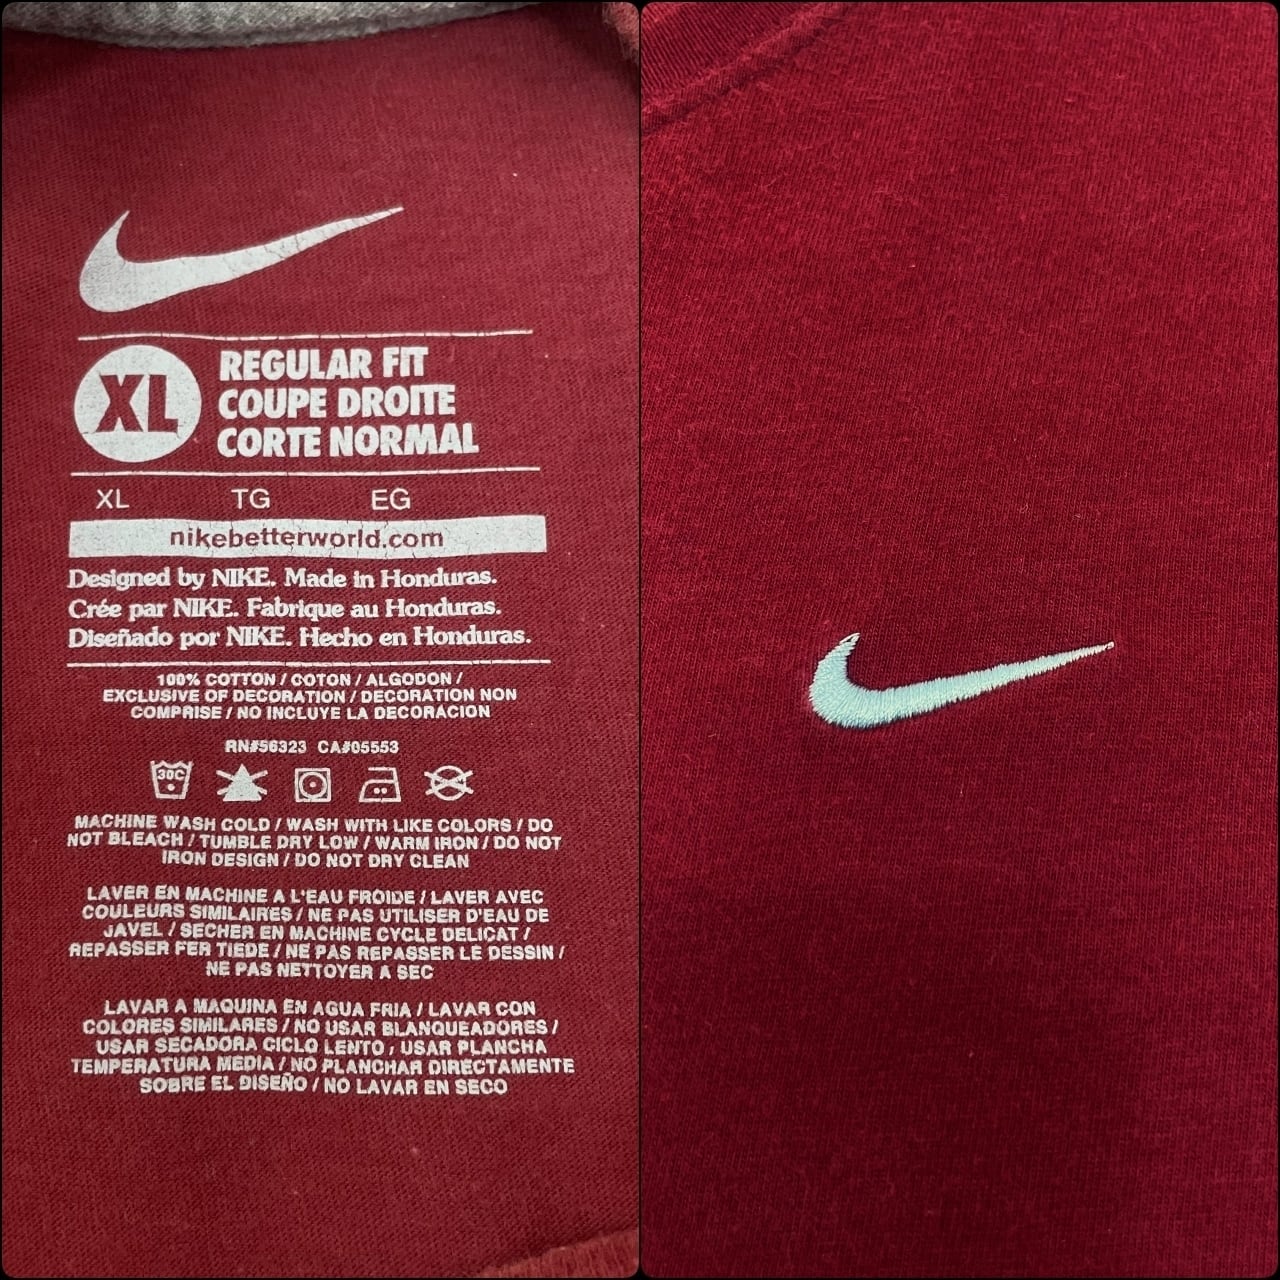 XL
REGULAR FIT
COUPE DROITE
CORTE NORMAL
XL TG EG
nikebetterworld.com
Designed by NIKE. Made in Honduras.
Crée par NIKE. Fabrique au Honduras.
Diseñado por NIKE. Hecho en Honduras.
100% COTTON / COTON / ALGODON /
EXCLUSIVE OF DECORATION / DECORATION NON
COMPRISE / NO INCLUYE LA DECORACION
RN#56323 CA#05553
30C
MACHINE WASH COLD / WASH WITH LIKE COLORS / DO
NOT BLEACH / TUMBLE DRY LOW / WARM IRON / DO NOT
IRON DESIGN / DO NOT DRY CLEAN
LAVER EN MACHINE A L'EAU FROIDE / LAVER AVEC
COULEURS SIMILAIRES / NE PAS UTILISER D'EAU DE
JAVEL / SECHER EN MACHINE CYCLE DELICAT /
REPASSER FER TIEDE / NE PAS REPASSER LE DESSIN /
NE PAS NETTOYER A SEC
LAVAR A MAQUINA EN AGUA FRIA / LAVAR CON
COLORES SIMILARES / NO USAR BLANQUEADORES /
USAR SECADORA CICLO LENTO / USAR PLANCHA
TEMPERATURA MEDIA / NO PLANCHAR DIRECTAMENTE
SOBRE EL DISEÑO / NO LAVAR EN SECO